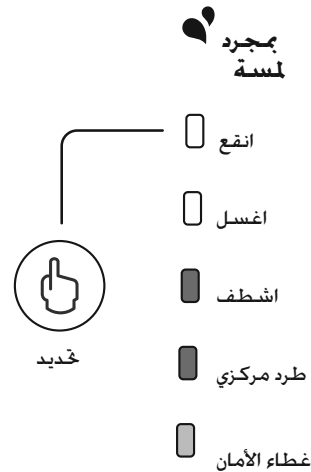 بمجرد
لمسة
انقع
اغسل
اشطف
تحديد
طرد مركزي
غطاء الأمان